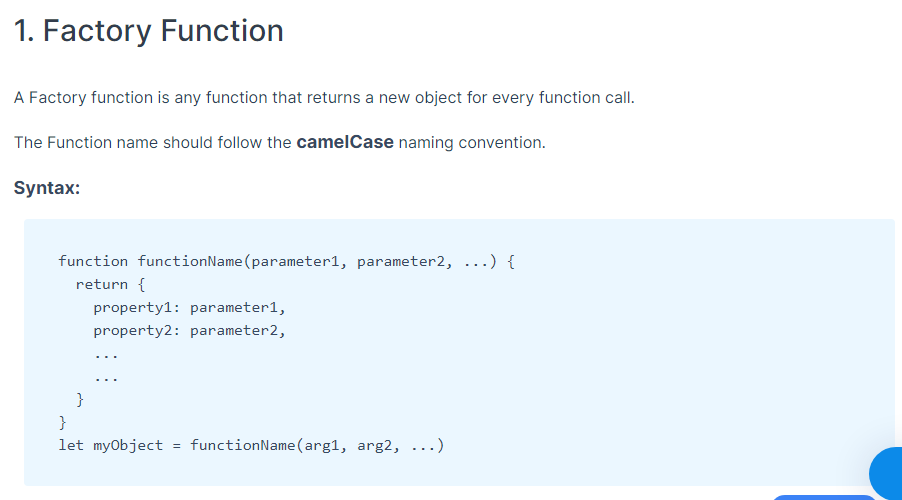 1. Factory Function
A Factory function is any function that returns a new object for every function call.
The Function name should follow the camelCase naming convention.
Syntax:
function functionName(parameter1, parameter2, ...) {
  return {
    property1: parameter1,
    property2: parameter2,
    ...
    ...
  }
}
let myObject = functionName(arg1, arg2, ...)